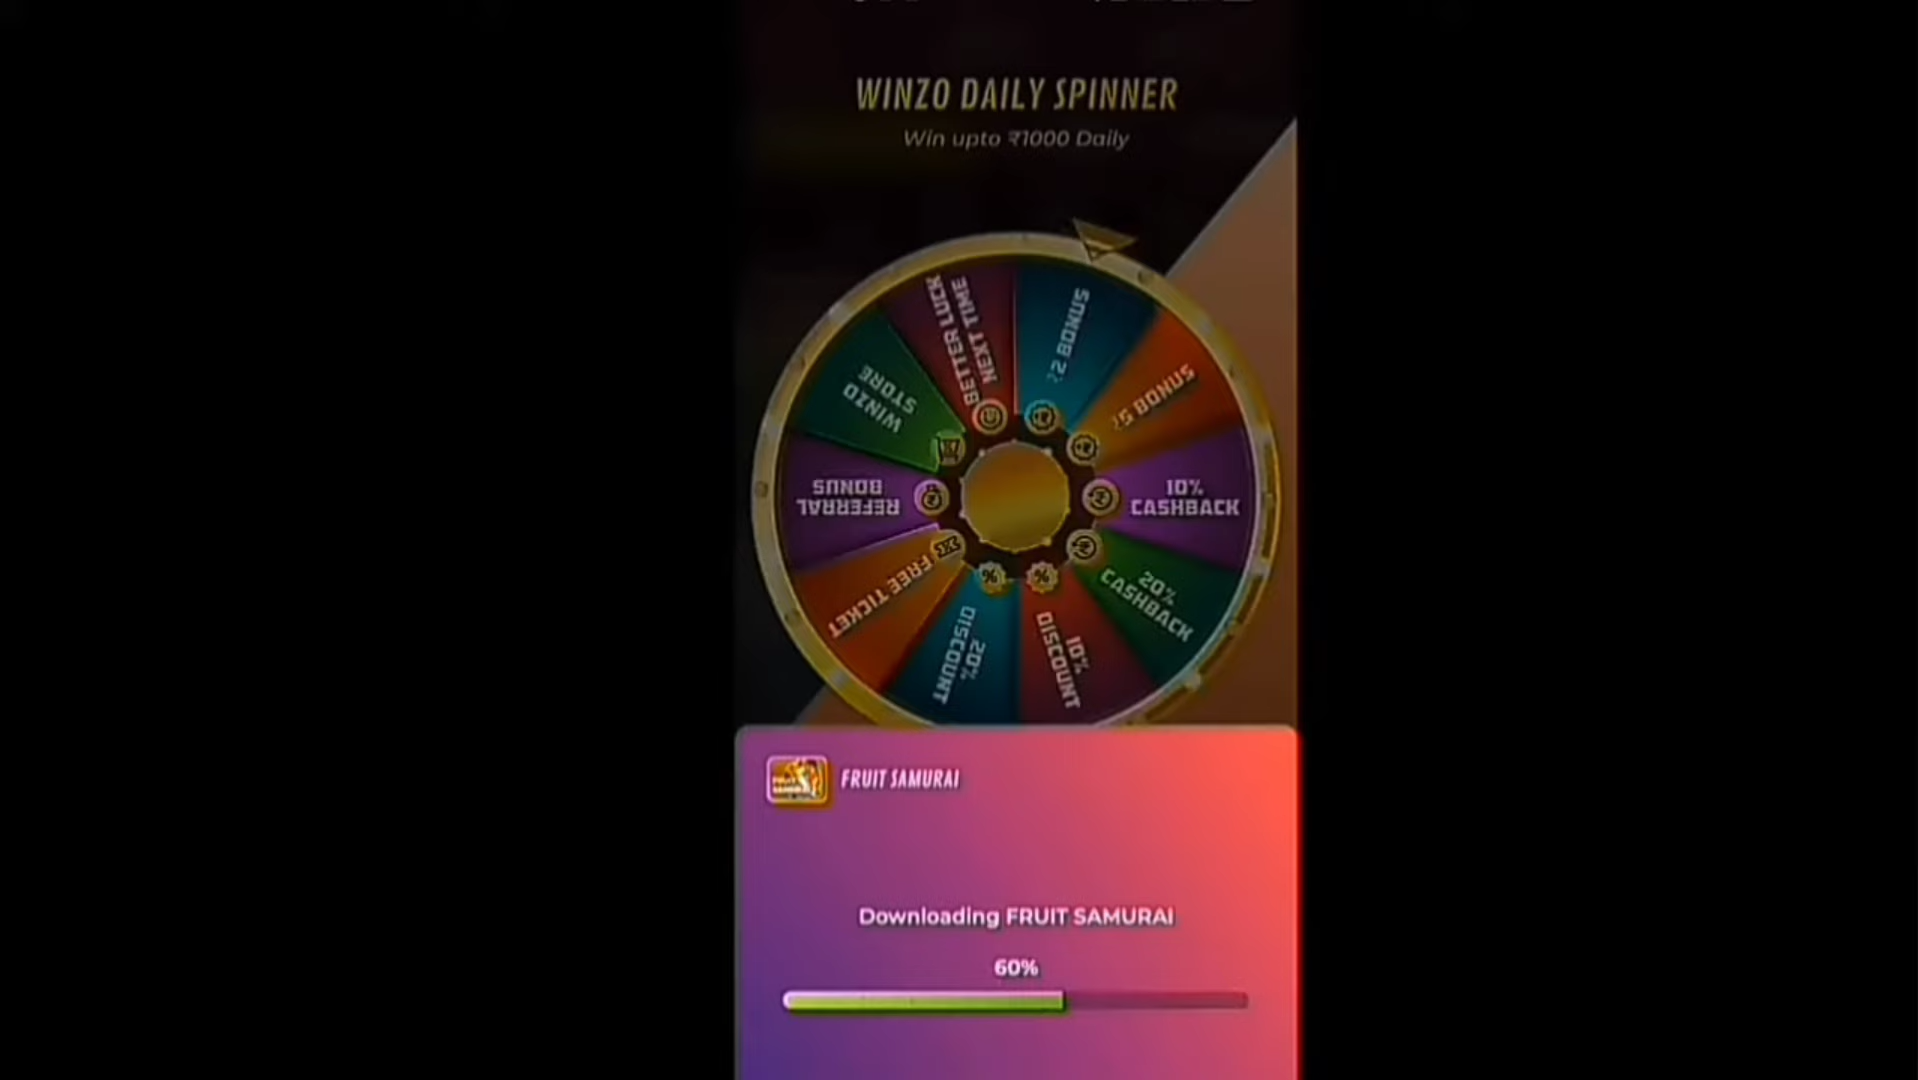 WINZO DAILY SPINNER
Win upto ₹1000 Daily
BETTER LUCK
NEXT TIME
₹2 BONUS
₹5 BONUS
WINZO
STORE
10%
CASHBACK
REFERRAL
BONUS
20%
CASHBACK
FREE TICKET
20%
DISCOUNT
10%
DISCOUNT
FRUIT SAMURAI
Downloading FRUIT SAMURAI
60%